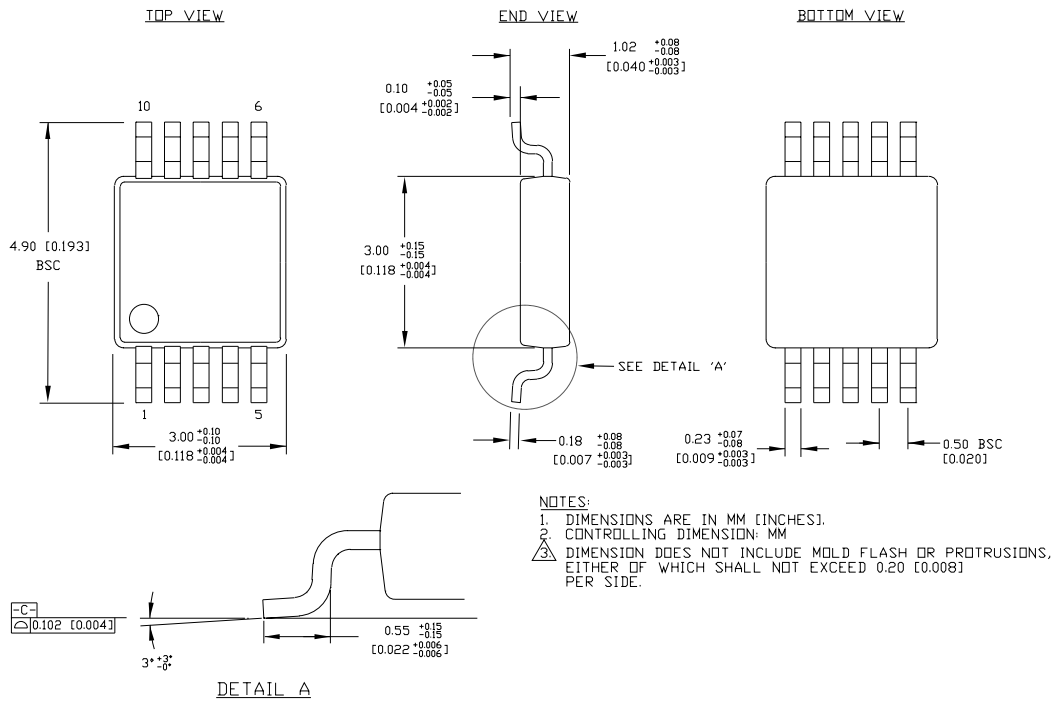 TOP VIEW
END VIEW
BOTTOM VIEW
1.02 +0.08 -0.08
[0.040 +0.003 -0.003]
0.10 +0.05 -0.05
[0.004 +0.002 -0.002]
10
6
4.90 [0.193]
BSC
3.00 +0.15 -0.15
[0.118 +0.004 -0.004]
SEE DETAIL 'A'
1
5
3.00 +0.10 -0.10
[0.118 +0.004 -0.004]
0.18 +0.08 -0.08
[0.007 +0.003 -0.003]
0.23 +0.07 -0.08
[0.009 +0.003 -0.003]
0.50 BSC
[0.020]
NOTES:
1. DIMENSIONS ARE IN MM [INCHES].
2. CONTROLLING DIMENSION: MM
3. DIMENSION DOES NOT INCLUDE MOLD FLASH OR PROTRUSIONS,
EITHER OF WHICH SHALL NOT EXCEED 0.20 [0.008]
PER SIDE.
-C-
0.102 [0.004]
0.55 +0.15 -0.15
[0.022 +0.006 -0.006]
3° +3° -0°
DETAIL A